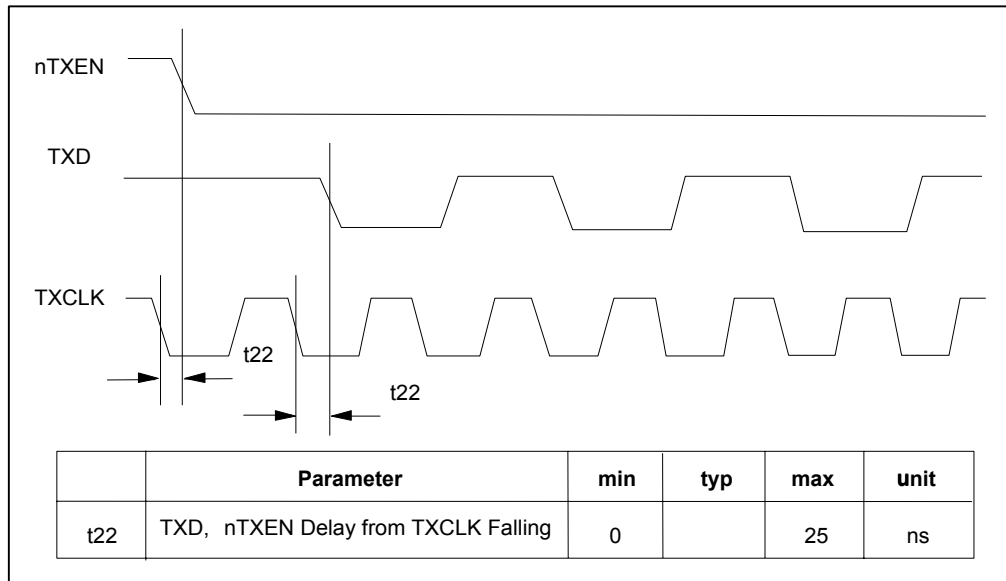 nTXEN
TXD
TXCLK
t22
t22
Parameter min typ max unit
t22 TXD, nTXEN Delay from TXCLK Falling 0 25 ns